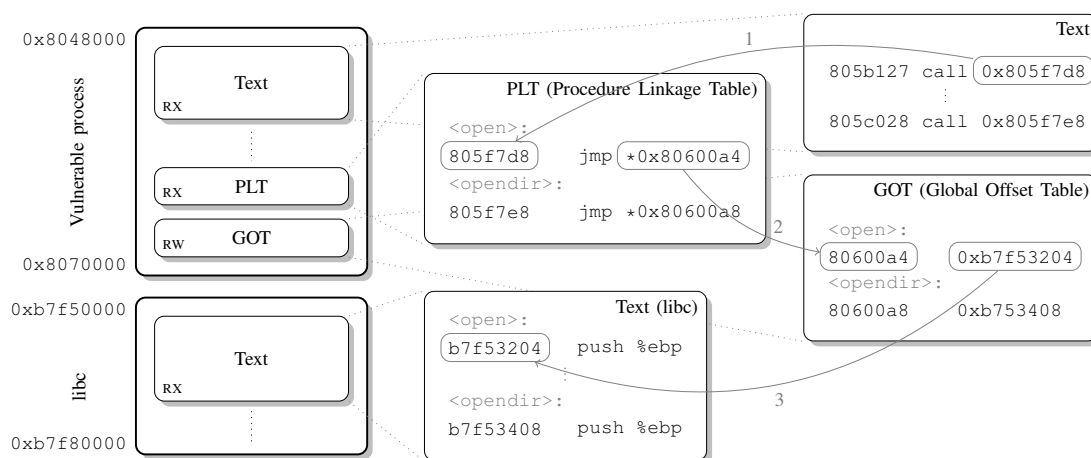 0x8048000
Vulnerable process
0x8070000
Text
RX
PLT
RX
GOT
RW
0xb7f50000
libc
0xb7f80000
Text
RX
PLT (Procedure Linkage Table)
<open>:
805f7d8 jmp *0x80600a4
<opendir>:
805f7e8 jmp *0x80600a8
Text
805b127 call 0x805f7d8
805c028 call 0x805f7e8
1
2
GOT (Global Offset Table)
<open>:
80600a4 0xb7f53204
<opendir>:
80600a8 0xb753408
3
Text (libc)
<open>:
b7f53204 push %ebp
<opendir>:
b7f53408 push %ebp